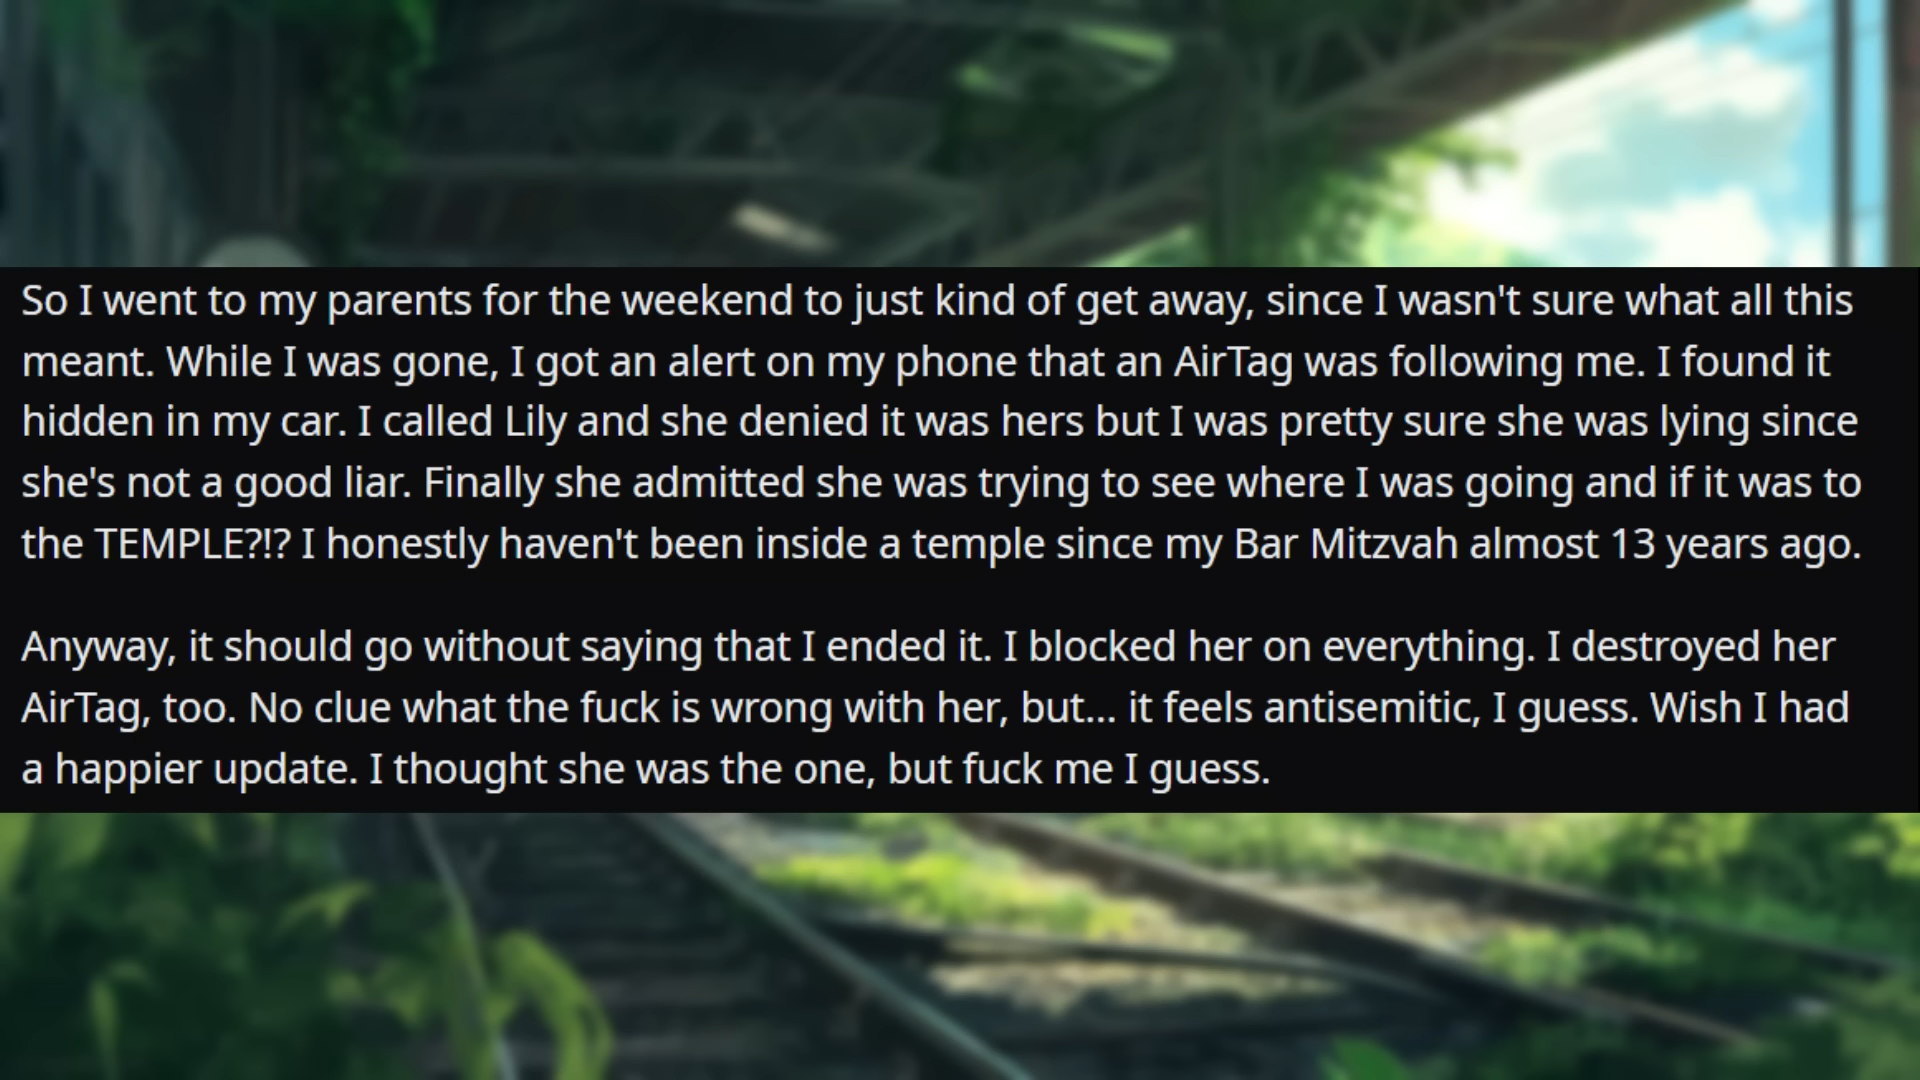 So I went to my parents for the weekend to just kind of get away, since I wasn't sure what all this
meant. While I was gone, I got an alert on my phone that an AirTag was following me. I found it
hidden in my car. I called Lily and she denied it was hers but I was pretty sure she was lying since
she's not a good liar. Finally she admitted she was trying to see where I was going and if it was to
the TEMPLE?!? I honestly haven't been inside a temple since my Bar Mitzvah almost 13 years ago.
Anyway, it should go without saying that I ended it. I blocked her on everything. I destroyed her
AirTag, too. No clue what the fuck is wrong with her, but... it feels antisemitic, I guess. Wish I had
a happier update. I thought she was the one, but fuck me I guess.